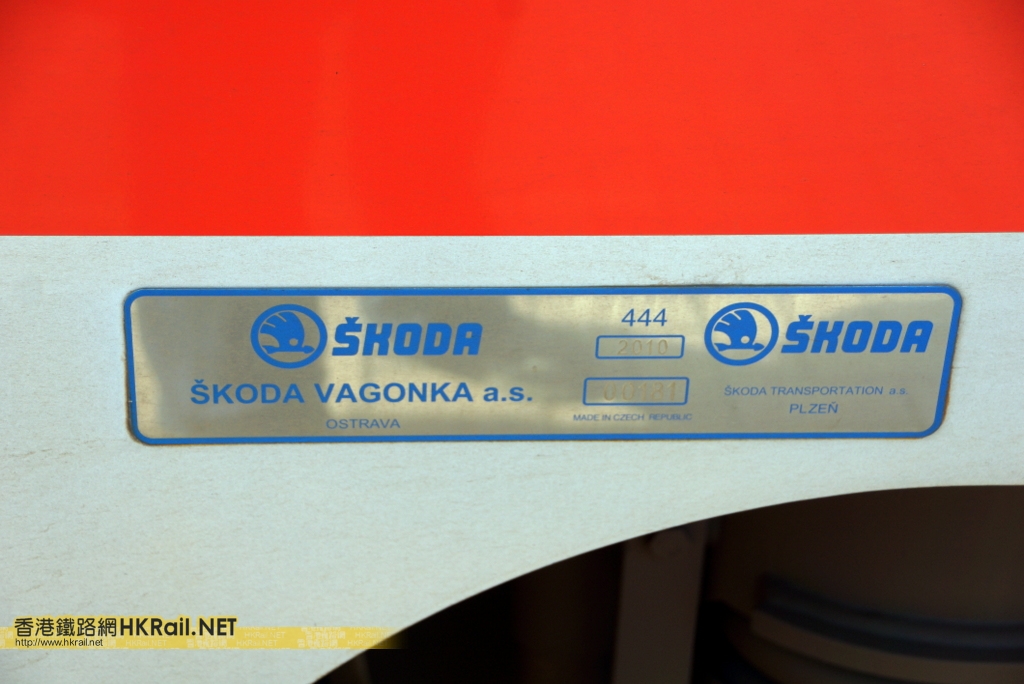 ŠKODA
ŠKODA VAGONKA a.s.
OSTRAVA
444
2010
MADE IN CZECH REPUBLIC
ŠKODA
ŠKODA TRANSPORTATION a.s.
PLZEŇ
香港鐵路網HKRail.NET
http://www.hkrail.net